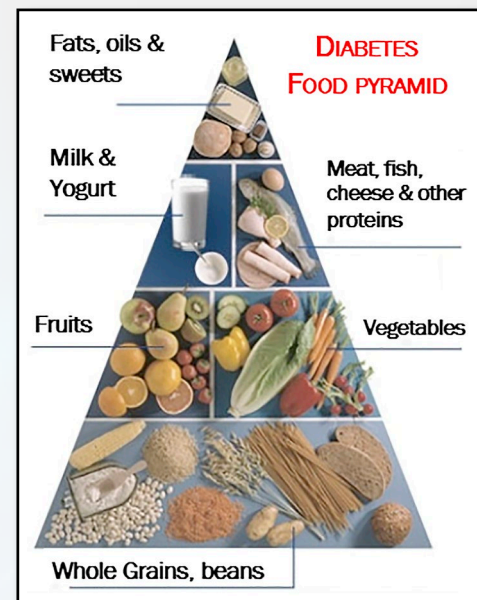 Fats, oils &
sweets
DIABETES
FOOD PYRAMID
Milk &
Yogurt
Meat, fish,
cheese & other
proteins
Fruits
Vegetables
Whole Grains, beans